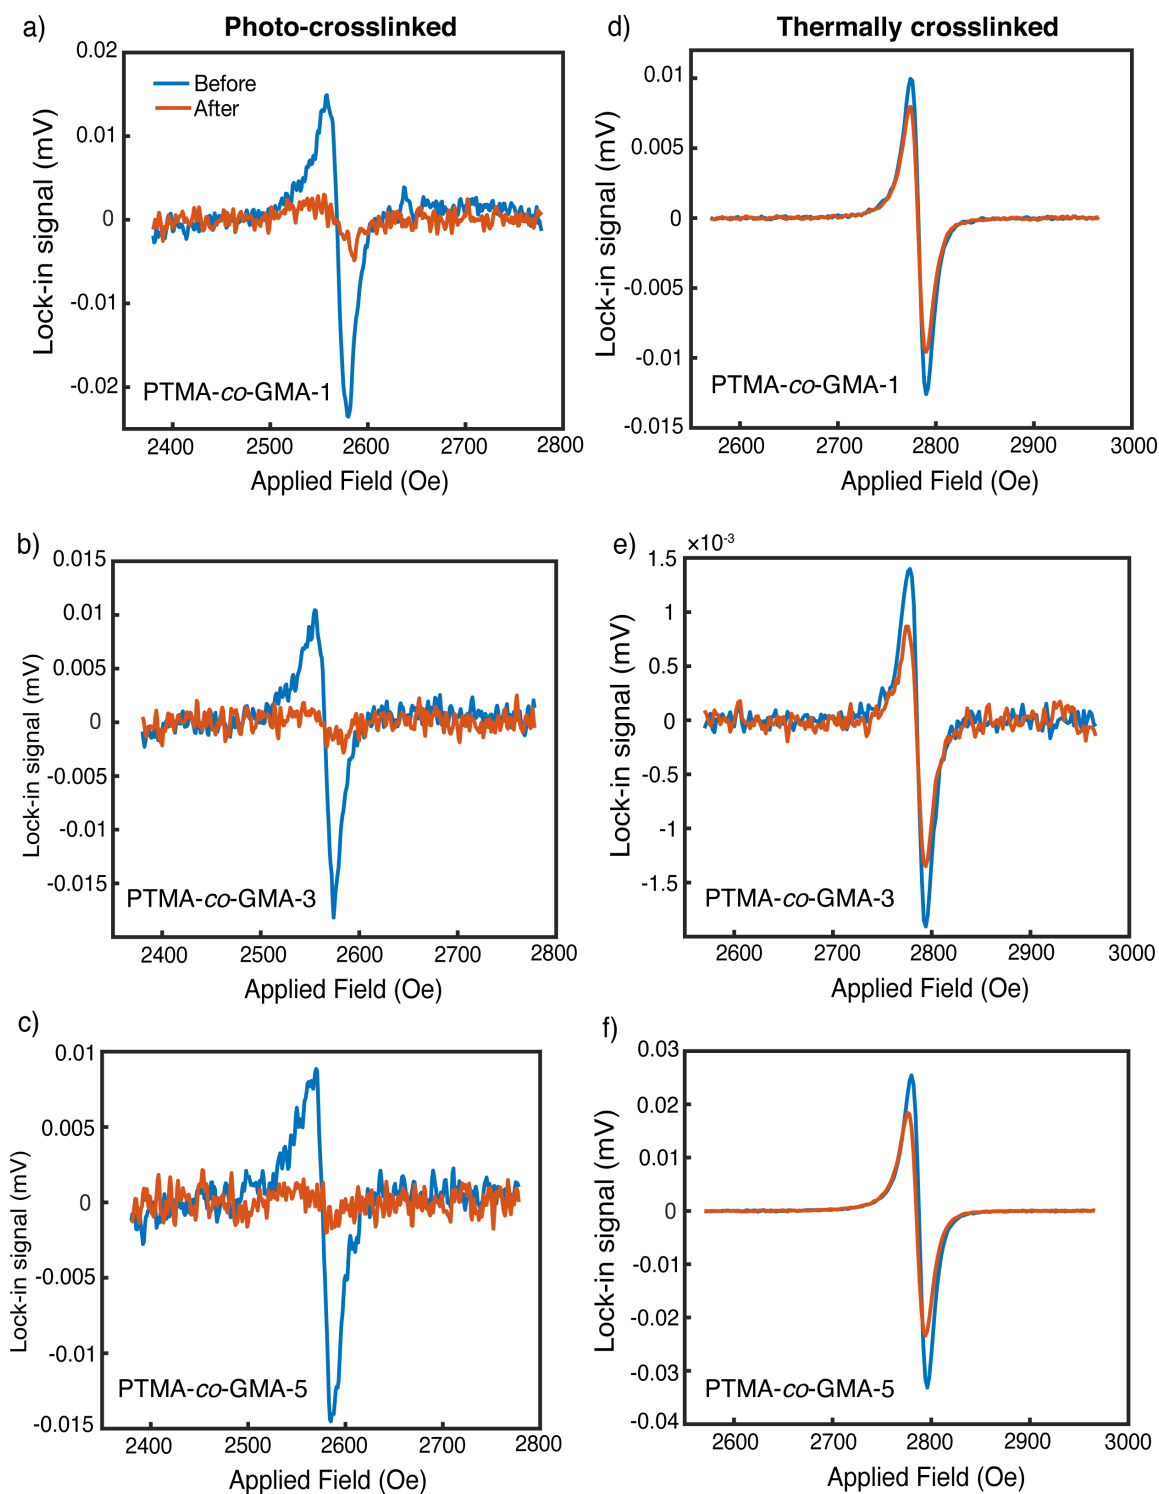 a)
Photo-crosslinked
0.02
0.01
0
-0.01
-0.02
Lock-in signal (mV)
Before
After
PTMA-co-GMA-1
2400 2500 2600 2700 2800
Applied Field (Oe)
d)
Thermally crosslinked
0.01
0.005
0
-0.005
-0.01
-0.015
Lock-in signal (mV)
PTMA-co-GMA-1
2600 2700 2800 2900 3000
Applied Field (Oe)
b)
0.015
0.01
0.005
0
-0.005
-0.01
-0.015
Lock-in signal (mV)
PTMA-co-GMA-3
2400 2500 2600 2700 2800
Applied Field (Oe)
e)
×10⁻³
1.5
1
0.5
0
-0.5
-1
-1.5
Lock-in signal (mV)
PTMA-co-GMA-3
2600 2700 2800 2900 3000
Applied Field (Oe)
c)
0.01
0.005
0
-0.005
-0.01
-0.015
Lock-in signal (mV)
PTMA-co-GMA-5
2400 2500 2600 2700 2800
Applied Field (Oe)
f)
0.03
0.02
0.01
0
-0.01
-0.02
-0.03
-0.04
Lock-in signal (mV)
PTMA-co-GMA-5
2600 2700 2800 2900 3000
Applied Field (Oe)